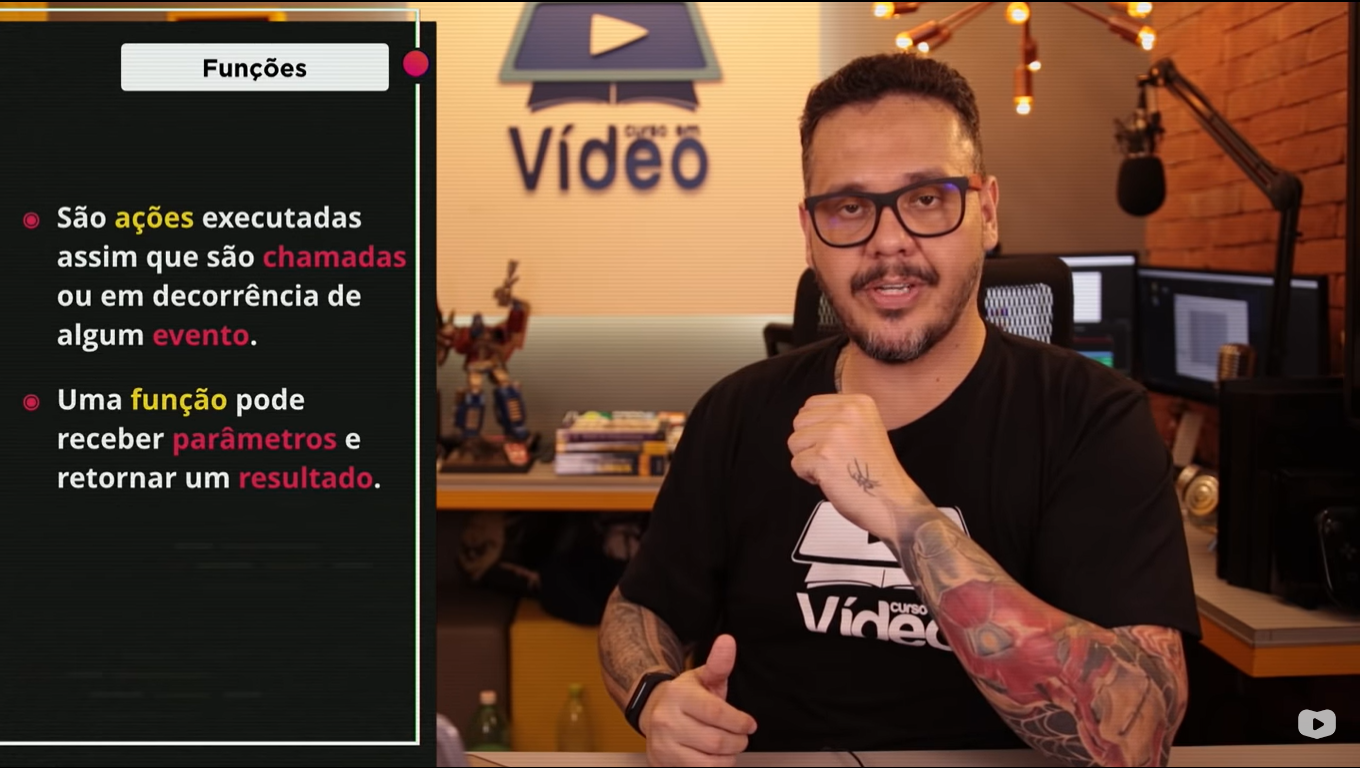 Funções
São ações executadas
assim que são chamadas
ou em decorrência de
algum evento.
Uma função pode
receber parâmetros e
retornar um resultado.
curso em
Vídeo
curso
Vídeo